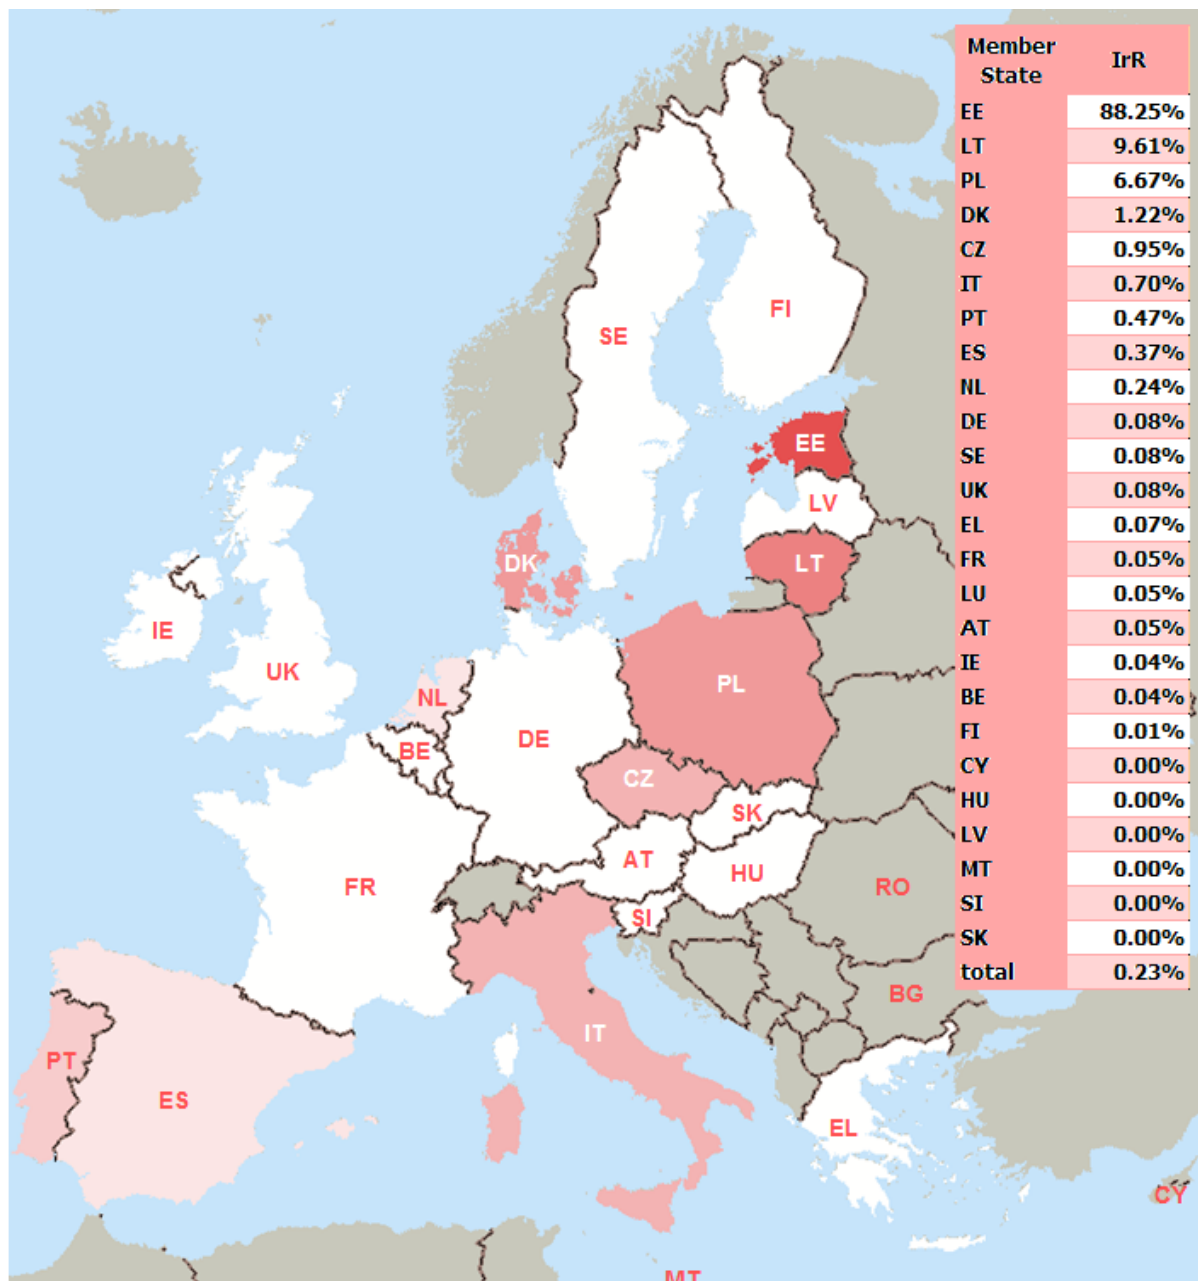 Member State IrR
EE 88.25%
LT 9.61%
PL 6.67%
DK 1.22%
CZ 0.95%
IT 0.70%
PT 0.47%
ES 0.37%
NL 0.24%
DE 0.08%
SE 0.08%
UK 0.08%
EL 0.07%
FR 0.05%
LU 0.05%
AT 0.05%
IE 0.04%
BE 0.04%
FI 0.01%
CY 0.00%
HU 0.00%
LV 0.00%
MT 0.00%
SI 0.00%
SK 0.00%
total 0.23%
FI
SE
EE
LV
DK
LT
IE
UK
PL
NL
DE
BE
CZ
SK
AT
HU
FR
RO
SI
BG
IT
PT
ES
EL
CY
MT